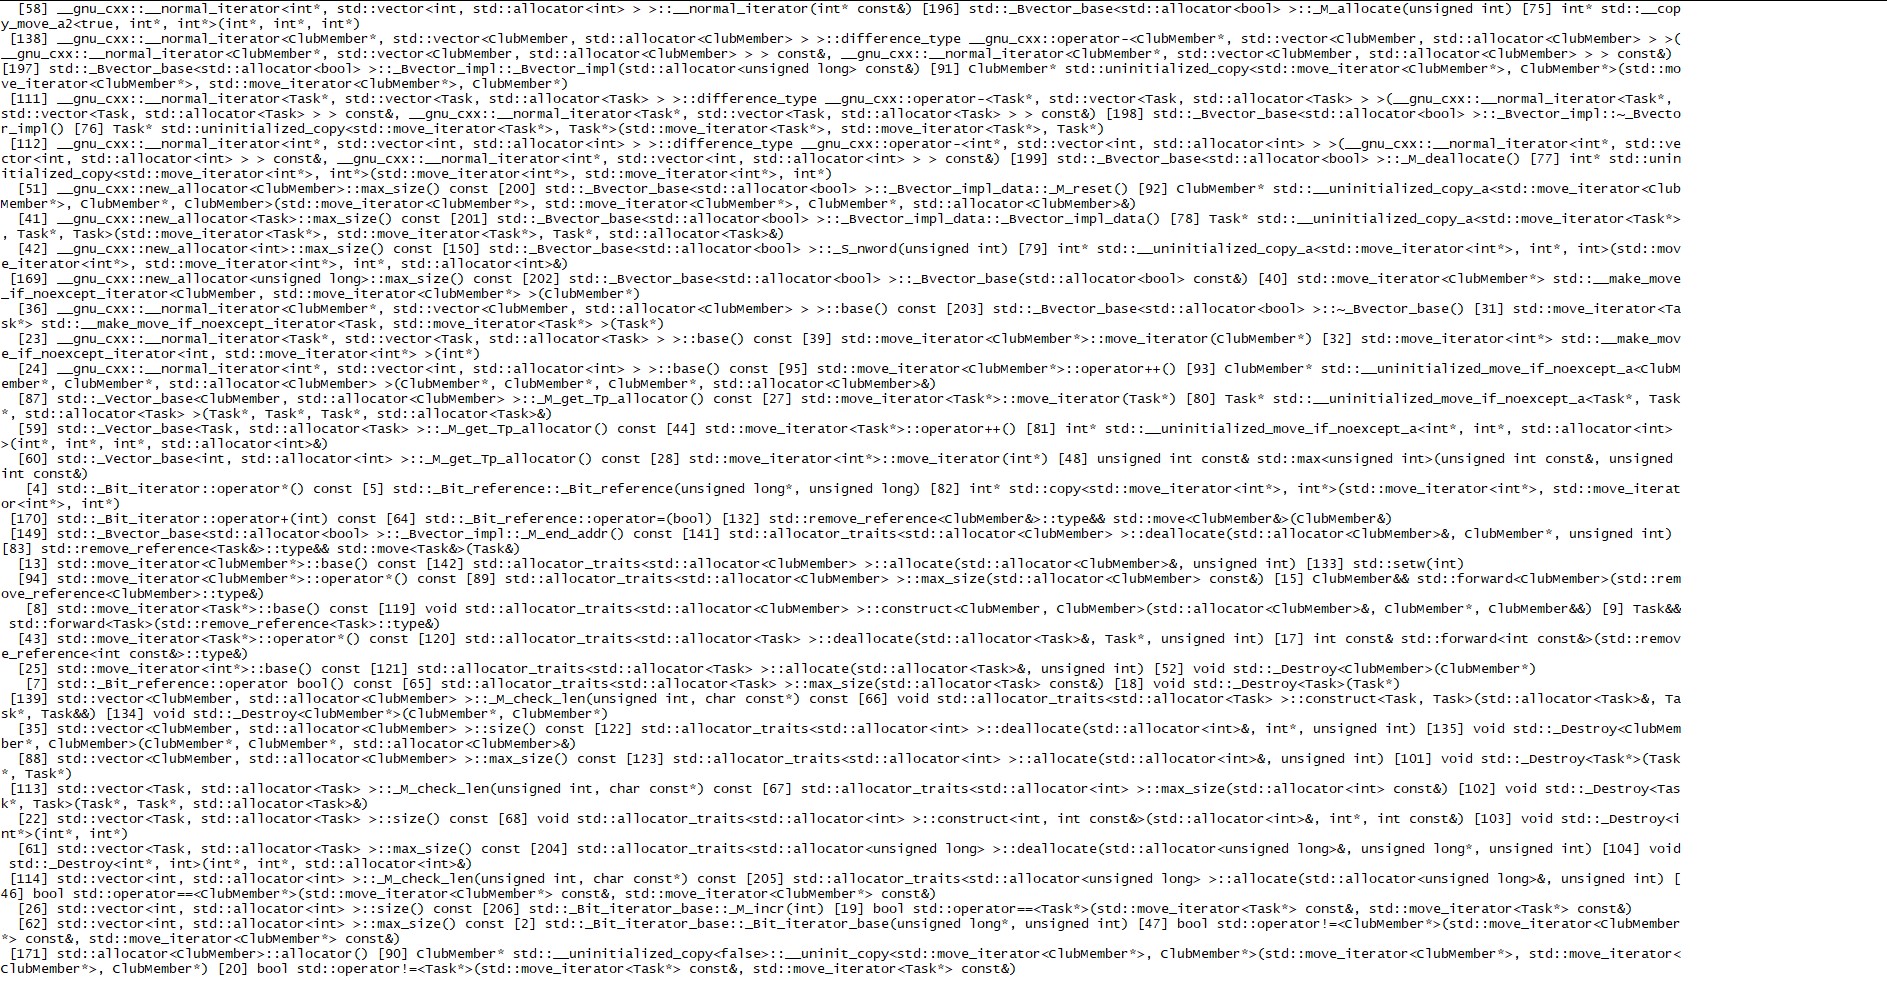 [58] __gnu_cxx::__normal_iterator<int*, std::vector<int, std::allocator<int> > >::__normal_iterator(int* const&) [196] std::_Bvector_base<std::allocator<bool> >::_M_allocate(unsigned int) [75] int* std::__cop
y_move_a2<true, int*, int*>(int*, int*, int*)
[138] __gnu_cxx::__normal_iterator<ClubMember*, std::vector<ClubMember, std::allocator<ClubMember> > >::difference_type __gnu_cxx::operator-<ClubMember*, std::vector<ClubMember, std::allocator<ClubMember> > >(
__gnu_cxx::__normal_iterator<ClubMember*, std::vector<ClubMember, std::allocator<ClubMember> > > const&, __gnu_cxx::__normal_iterator<ClubMember*, std::vector<ClubMember, std::allocator<ClubMember> > > const&)
[197] std::_Bvector_base<std::allocator<bool> >::_Bvector_impl::_Bvector_impl(std::allocator<unsigned long> const&) [91] ClubMember* std::uninitialized_copy<std::move_iterator<ClubMember*>, ClubMember*>(std::mo
ve_iterator<ClubMember*>, std::move_iterator<ClubMember*>, ClubMember*)
[111] __gnu_cxx::__normal_iterator<Task*, std::vector<Task, std::allocator<Task> > >::difference_type __gnu_cxx::operator-<Task*, std::vector<Task, std::allocator<Task> > >(__gnu_cxx::__normal_iterator<Task*,
std::vector<Task, std::allocator<Task> > > const&, __gnu_cxx::__normal_iterator<Task*, std::vector<Task, std::allocator<Task> > > const&) [198] std::_Bvector_base<std::allocator<bool> >::_Bvector_impl::~_Bvecto
r_impl() [76] Task* std::uninitialized_copy<std::move_iterator<Task*>, Task*>(std::move_iterator<Task*>, std::move_iterator<Task*>, Task*)
[112] __gnu_cxx::__normal_iterator<int*, std::vector<int, std::allocator<int> > >::difference_type __gnu_cxx::operator-<int*, std::vector<int, std::allocator<int> > >(__gnu_cxx::__normal_iterator<int*, std::ve
ctor<int, std::allocator<int> > > const&, __gnu_cxx::__normal_iterator<int*, std::vector<int, std::allocator<int> > > const&) [199] std::_Bvector_base<std::allocator<bool> >::_M_deallocate() [77] int* std::unin
itialized_copy<std::move_iterator<int*>, int*>(std::move_iterator<int*>, std::move_iterator<int*>, int*)
[51] __gnu_cxx::new_allocator<ClubMember>::max_size() const [200] std::_Bvector_base<std::allocator<bool> >::_Bvector_impl_data::_M_reset() [92] ClubMember* std::__uninitialized_copy_a<std::move_iterator<Club
Member*>, ClubMember*, ClubMember>(std::move_iterator<ClubMember*>, std::move_iterator<ClubMember*>, ClubMember*, std::allocator<ClubMember>&)
[41] __gnu_cxx::new_allocator<Task>::max_size() const [201] std::_Bvector_base<std::allocator<bool> >::_Bvector_impl_data::_Bvector_impl_data() [78] Task* std::__uninitialized_copy_a<std::move_iterator<Task*>
, Task*, Task>(std::move_iterator<Task*>, std::move_iterator<Task*>, Task*, std::allocator<Task>&)
[42] __gnu_cxx::new_allocator<int>::max_size() const [150] std::_Bvector_base<std::allocator<bool> >::_S_nword(unsigned int) [79] int* std::__uninitialized_copy_a<std::move_iterator<int*>, int*, int>(std::mov
e_iterator<int*>, std::move_iterator<int*>, int*, std::allocator<int>&)
[169] __gnu_cxx::new_allocator<unsigned long>::max_size() const [202] std::_Bvector_base<std::allocator<bool> >::_Bvector_base(std::allocator<bool> const&) [40] std::move_iterator<ClubMember*> std::__make_move
_if_noexcept_iterator<ClubMember, std::move_iterator<ClubMember*> >(ClubMember*)
[36] __gnu_cxx::__normal_iterator<ClubMember*, std::vector<ClubMember, std::allocator<ClubMember> > >::base() const [203] std::_Bvector_base<std::allocator<bool> >::~_Bvector_base() [31] std::move_iterator<Ta
sk*> std::__make_move_if_noexcept_iterator<Task, std::move_iterator<Task*> >(Task*)
[23] __gnu_cxx::__normal_iterator<Task*, std::vector<Task, std::allocator<Task> > >::base() const [39] std::move_iterator<ClubMember*>::move_iterator(ClubMember*) [32] std::move_iterator<int*> std::__make_mov
e_if_noexcept_iterator<int, std::move_iterator<int*> >(int*)
[24] __gnu_cxx::__normal_iterator<int*, std::vector<int, std::allocator<int> > >::base() const [95] std::move_iterator<ClubMember*>::operator++() [93] ClubMember* std::__uninitialized_move_if_noexcept_a<ClubM
ember*, ClubMember*, std::allocator<ClubMember> >(ClubMember*, ClubMember*, ClubMember*, std::allocator<ClubMember>&)
[87] std::_Vector_base<ClubMember, std::allocator<ClubMember> >::_M_get_Tp_allocator() const [27] std::move_iterator<Task*>::move_iterator(Task*) [80] Task* std::__uninitialized_move_if_noexcept_a<Task*, Task
*, std::allocator<Task> >(Task*, Task*, Task*, std::allocator<Task>&)
[59] std::_Vector_base<Task, std::allocator<Task> >::_M_get_Tp_allocator() const [44] std::move_iterator<Task*>::operator++() [81] int* std::__uninitialized_move_if_noexcept_a<int*, int*, std::allocator<int>
>(int*, int*, int*, std::allocator<int>&)
[60] std::_Vector_base<int, std::allocator<int> >::_M_get_Tp_allocator() const [28] std::move_iterator<int*>::move_iterator(int*) [48] unsigned int const& std::max<unsigned int>(unsigned int const&, unsigned
int const&)
[4] std::_Bit_iterator::operator*() const [5] std::_Bit_reference::_Bit_reference(unsigned long*, unsigned long) [82] int* std::copy<std::move_iterator<int*>, int*>(std::move_iterator<int*>, std::move_iterat
or<int*>, int*)
[170] std::_Bit_iterator::operator+(int) const [64] std::_Bit_reference::operator=(bool) [132] std::remove_reference<ClubMember&>::type&& std::move<ClubMember&>(ClubMember&)
[149] std::_Bvector_base<std::allocator<bool> >::_Bvector_impl::_M_end_addr() const [141] std::allocator_traits<std::allocator<ClubMember> >::deallocate(std::allocator<ClubMember>&, ClubMember*, unsigned int)
[83] std::remove_reference<Task&>::type&& std::move<Task&>(Task&)
[13] std::move_iterator<ClubMember*>::base() const [142] std::allocator_traits<std::allocator<ClubMember> >::allocate(std::allocator<ClubMember>&, unsigned int) [133] std::setw(int)
[94] std::move_iterator<ClubMember*>::operator*() const [89] std::allocator_traits<std::allocator<ClubMember> >::max_size(std::allocator<ClubMember> const&) [15] ClubMember&& std::forward<ClubMember>(std::rem
ove_reference<ClubMember>::type&)
[8] std::move_iterator<Task*>::base() const [119] void std::allocator_traits<std::allocator<ClubMember> >::construct<ClubMember, ClubMember>(std::allocator<ClubMember>&, ClubMember*, ClubMember&&) [9] Task&&
std::forward<Task>(std::remove_reference<Task>::type&)
[43] std::move_iterator<Task*>::operator*() const [120] std::allocator_traits<std::allocator<Task> >::deallocate(std::allocator<Task>&, Task*, unsigned int) [17] int const& std::forward<int const&>(std::remov
e_reference<int const&>::type&)
[25] std::move_iterator<int*>::base() const [121] std::allocator_traits<std::allocator<Task> >::allocate(std::allocator<Task>&, unsigned int) [52] void std::_Destroy<ClubMember>(ClubMember*)
[7] std::_Bit_reference::operator bool() const [65] std::allocator_traits<std::allocator<Task> >::max_size(std::allocator<Task> const&) [18] void std::_Destroy<Task>(Task*)
[139] std::vector<ClubMember, std::allocator<ClubMember> >::_M_check_len(unsigned int, char const*) const [66] void std::allocator_traits<std::allocator<Task> >::construct<Task, Task>(std::allocator<Task>&, Ta
sk*, Task&&) [134] void std::_Destroy<ClubMember*>(ClubMember*, ClubMember*)
[35] std::vector<ClubMember, std::allocator<ClubMember> >::size() const [122] std::allocator_traits<std::allocator<int> >::deallocate(std::allocator<int>&, int*, unsigned int) [135] void std::_Destroy<ClubMem
ber*, ClubMember>(ClubMember*, ClubMember*, std::allocator<ClubMember>&)
[88] std::vector<ClubMember, std::allocator<ClubMember> >::max_size() const [123] std::allocator_traits<std::allocator<int> >::allocate(std::allocator<int>&, unsigned int) [101] void std::_Destroy<Task*>(Task
*, Task*)
[113] std::vector<Task, std::allocator<Task> >::_M_check_len(unsigned int, char const*) const [67] std::allocator_traits<std::allocator<int> >::max_size(std::allocator<int> const&) [102] void std::_Destroy<Tas
k*, Task>(Task*, Task*, std::allocator<Task>&)
[22] std::vector<Task, std::allocator<Task> >::size() const [68] void std::allocator_traits<std::allocator<int> >::construct<int, int const&>(std::allocator<int>&, int*, int const&) [103] void std::_Destroy<i
nt*>(int*, int*)
[61] std::vector<Task, std::allocator<Task> >::max_size() const [204] std::allocator_traits<std::allocator<unsigned long> >::deallocate(std::allocator<unsigned long>&, unsigned long*, unsigned int) [104] void
std::_Destroy<int*, int>(int*, int*, std::allocator<int>&)
[114] std::vector<int, std::allocator<int> >::_M_check_len(unsigned int, char const*) const [205] std::allocator_traits<std::allocator<unsigned long> >::allocate(std::allocator<unsigned long>&, unsigned int) [
46] bool std::operator==<ClubMember*>(std::move_iterator<ClubMember*> const&, std::move_iterator<ClubMember*> const&)
[26] std::vector<int, std::allocator<int> >::size() const [206] std::_Bit_iterator_base::_M_incr(int) [19] bool std::operator==<Task*>(std::move_iterator<Task*> const&, std::move_iterator<Task*> const&)
[62] std::vector<int, std::allocator<int> >::max_size() const [2] std::_Bit_iterator_base::_Bit_iterator_base(unsigned long*, unsigned int) [47] bool std::operator!=<ClubMember*>(std::move_iterator<ClubMember
*> const&, std::move_iterator<ClubMember*> const&)
[171] std::allocator<ClubMember>::allocator() [90] ClubMember* std::__uninitialized_copy<false>::__uninit_copy<std::move_iterator<ClubMember*>, ClubMember*>(std::move_iterator<ClubMember*>, std::move_iterator<
ClubMember*>, ClubMember*) [20] bool std::operator!=<Task*>(std::move_iterator<Task*> const&, std::move_iterator<Task*> const&)